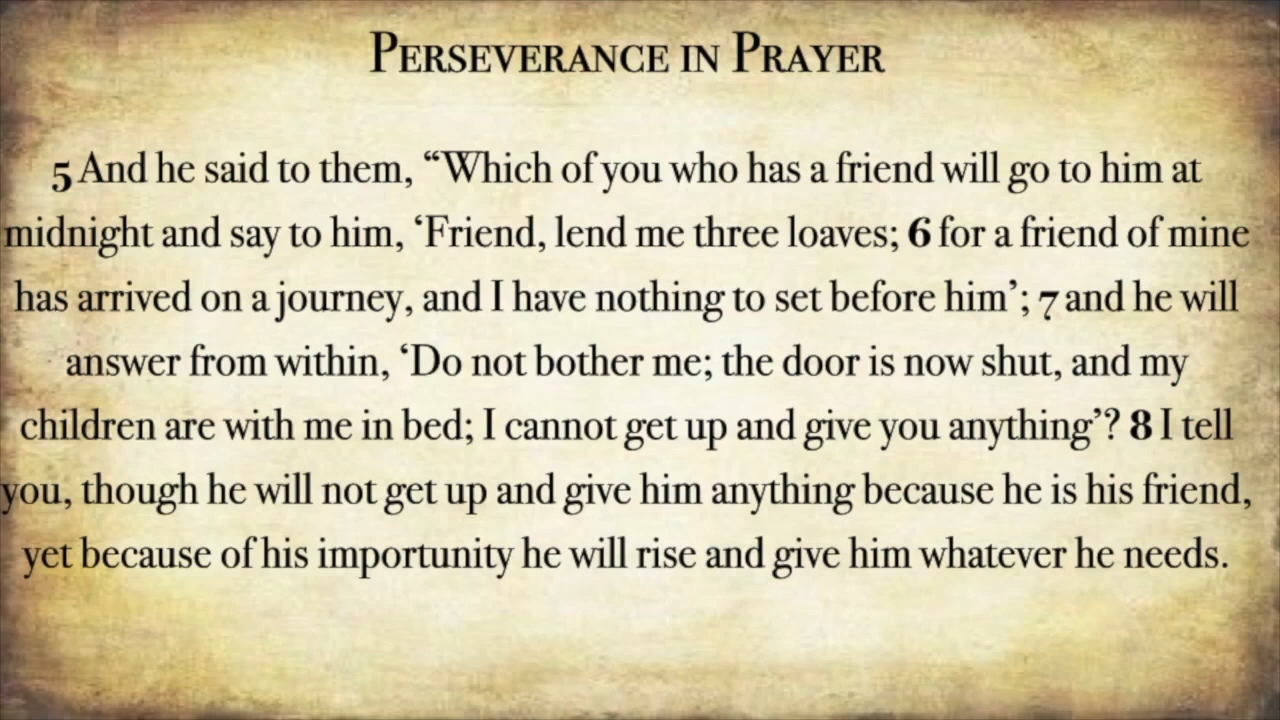 Perseverance in Prayer
5 And he said to them, “Which of you who has a friend will go to him at
midnight and say to him, ‘Friend, lend me three loaves; 6 for a friend of mine
has arrived on a journey, and I have nothing to set before him’; 7 and he will
answer from within, ‘Do not bother me; the door is now shut, and my
children are with me in bed; I cannot get up and give you anything’? 8 I tell
you, though he will not get up and give him anything because he is his friend,
yet because of his importunity he will rise and give him whatever he needs.